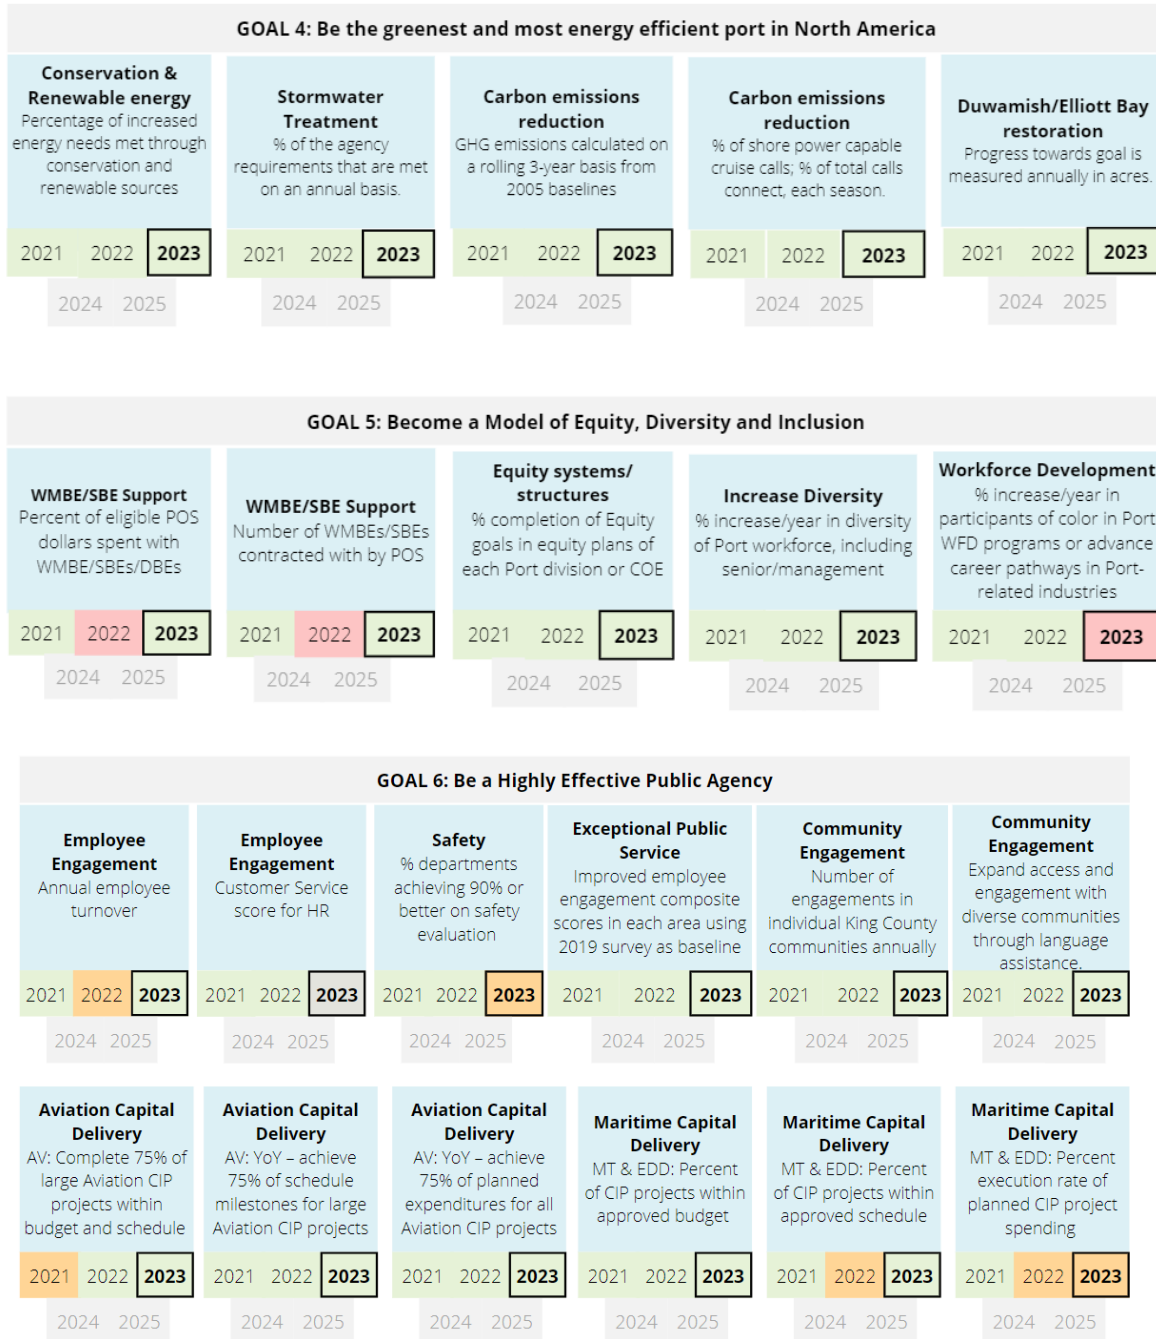 GOAL 4: Be the greenest and most energy efficient port in North America
Conservation &
Renewable energy
Percentage of increased
energy needs met through
conservation and
renewable sources
2021 2022 2023
2024 2025
Stormwater
Treatment
% of the agency
requirements that are met
on an annual basis.
2021 2022 2023
2024 2025
Carbon emissions
reduction
GHG emissions calculated on
a rolling 3-year basis from
2005 baselines
2021 2022 2023
2024 2025
Carbon emissions
reduction
% of shore power capable
cruise calls; % of total calls
connect, each season.
2021 2022 2023
2024 2025
Duwamish/Elliott Bay
restoration
Progress towards goal is
measured annually in acres.
2021 2022 2023
2024 2025
GOAL 5: Become a Model of Equity, Diversity and Inclusion
WMBE/SBE Support
Percent of eligible POS
dollars spent with
WMBE/SBEs/DBEs
2021 2022 2023
2024 2025
WMBE/SBE Support
Number of WMBEs/SBEs
contracted with by POS
2021 2022 2023
2024 2025
Equity systems/
structures
% completion of Equity
goals in equity plans of
each Port division or COE
2021 2022 2023
2024 2025
Increase Diversity
% increase/year in diversity
of Port workforce, including
senior/management
2021 2022 2023
2024 2025
Workforce Development
% increase/year in
participants of color in Port
WFD programs or advance
career pathways in Port-
related industries
2021 2022 2023
2024 2025
GOAL 6: Be a Highly Effective Public Agency
Employee
Engagement
Annual employee
turnover
2021 2022 2023
2024 2025
Employee
Engagement
Customer Service
score for HR
2021 2022 2023
2024 2025
Safety
% departments
achieving 90% or
better on safety
evaluation
2021 2022 2023
2024 2025
Exceptional Public
Service
Improved employee
engagement composite
scores in each area using
2019 survey as baseline
2021 2022 2023
2024 2025
Community
Engagement
Number of
engagements in
individual King County
communities annually
2021 2022 2023
2024 2025
Community
Engagement
Expand access and
engagement with
diverse communities
through language
assistance.
2021 2022 2023
2024 2025
Aviation Capital
Delivery
AV: Complete 75% of
large Aviation CIP
projects within
budget and schedule
2021 2022 2023
2024 2025
Aviation Capital
Delivery
AV: YoY – achieve
75% of schedule
milestones for large
Aviation CIP projects
2021 2022 2023
2024 2025
Aviation Capital
Delivery
AV: YoY – achieve
75% of planned
expenditures for all
Aviation CIP projects
2021 2022 2023
2024 2025
Maritime Capital
Delivery
MT & EDD: Percent
of CIP projects within
approved budget
2021 2022 2023
2024 2025
Maritime Capital
Delivery
MT & EDD: Percent
of CIP projects within
approved schedule
2021 2022 2023
2024 2025
Maritime Capital
Delivery
MT & EDD: Percent
execution rate of
planned CIP project
spending
2021 2022 2023
2024 2025